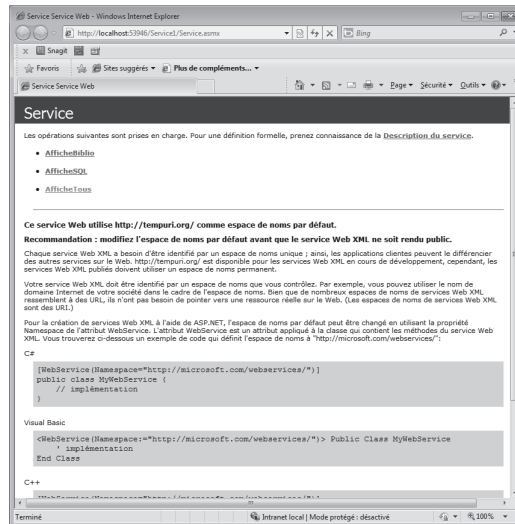 Service Service Web - Windows Internet Explorer
http://localhost:53946/Service1/Service.asmx
Bing
x Snagit
Favoris Sites suggérés Plus de compléments...
Service Service Web
Page Sécurité Outils
Service
Les opérations suivantes sont prises en charge. Pour une définition formelle, prenez connaissance de la Description du service.
• AfficheBiblio
• AfficheSQL
• AfficheTous
Ce service Web utilise http://tempuri.org/ comme espace de noms par défaut.
Recommandation : modifiez l'espace de noms par défaut avant que le service Web XML ne soit rendu public.
Chaque service Web XML a besoin d'être identifié par un espace de noms unique ; ainsi, les applications clientes peuvent le différencier
des autres services sur le Web. http://tempuri.org/ est disponible pour les services Web XML en cours de développement, cependant, les
services Web XML publiés doivent utiliser un espace de noms permanent.
Votre service Web XML doit être identifié par un espace de noms que vous contrôlez. Par exemple, vous pouvez utiliser le nom de
domaine Internet de votre société dans le cadre de l'espace de noms. Bien que de nombreux espaces de noms de services Web XML
ressemblent à des URL, ils n'ont pas besoin de pointer vers une ressource réelle sur le Web. (Les espaces de noms de services Web XML
sont des URI.)
Pour la création de services Web XML à l'aide de ASP.NET, l'espace de noms par défaut peut être changé en utilisant la propriété
Namespace de l'attribut WebService. L'attribut WebService est un attribut appliqué à la classe qui contient les méthodes du service Web
XML. Vous trouverez ci-dessous un exemple de code qui définit l'espace de noms à "http://microsoft.com/webservices/":
C#
[WebService(Namespace="http://microsoft.com/webservices/")]
public class MyWebService {
// implémentation
}
Visual Basic
<WebService(Namespace:="http://microsoft.com/webservices/")> Public Class MyWebService
' implémentation
End Class
C++
Terminé
Intranet local | Mode protégé : désactivé
100%